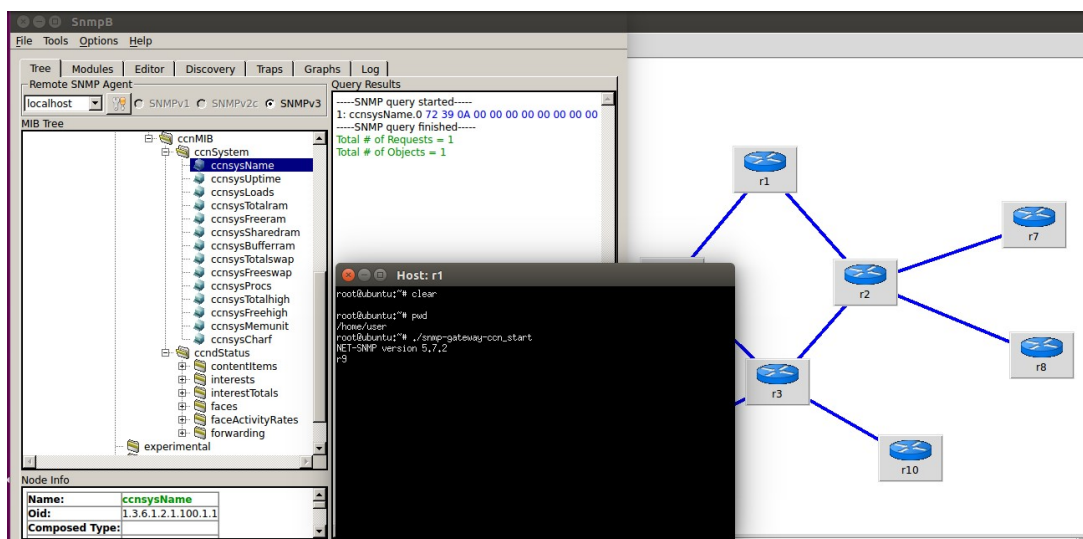 SnmpB
File Tools Options Help
Tree Modules Editor Discovery Traps Graphs Log
Remote SNMP Agent
localhost SNMPv1 SNMPv2c SNMPv3
MIB Tree
ccnMIB
ccnSystem
ccnsysName
ccnsysUptime
ccnsysLoads
ccnsysTotalram
ccnsysFreeram
ccnsysSharedram
ccnsysBufferram
ccnsysTotalswap
ccnsysFreeswap
ccnsysProcs
ccnsysTotalhigh
ccnsysFreehigh
ccnsysMemunit
ccnsysCharf
ccndStatus
contentItems
interests
interestTotals
faces
faceActivityRates
forwarding
experimental
Node Info
Name: ccnsysName
Oid: 1.3.6.1.2.1.100.1.1
Composed Type:
Query Results
-----SNMP query started-----
1: ccnsysName.0 72 39 0A 00 00 00 00 00 00 00 00
-----SNMP query finished-----
Total # of Requests = 1
Total # of Objects = 1
Host: r1
root@ubuntu:~# clear
root@ubuntu:~# pwd
/home/user
root@ubuntu:~# ./snmp-gateway-ccn_start
NET-SNMP version 5.7.2
r9
r1
r7
r2
r8
r3
r10